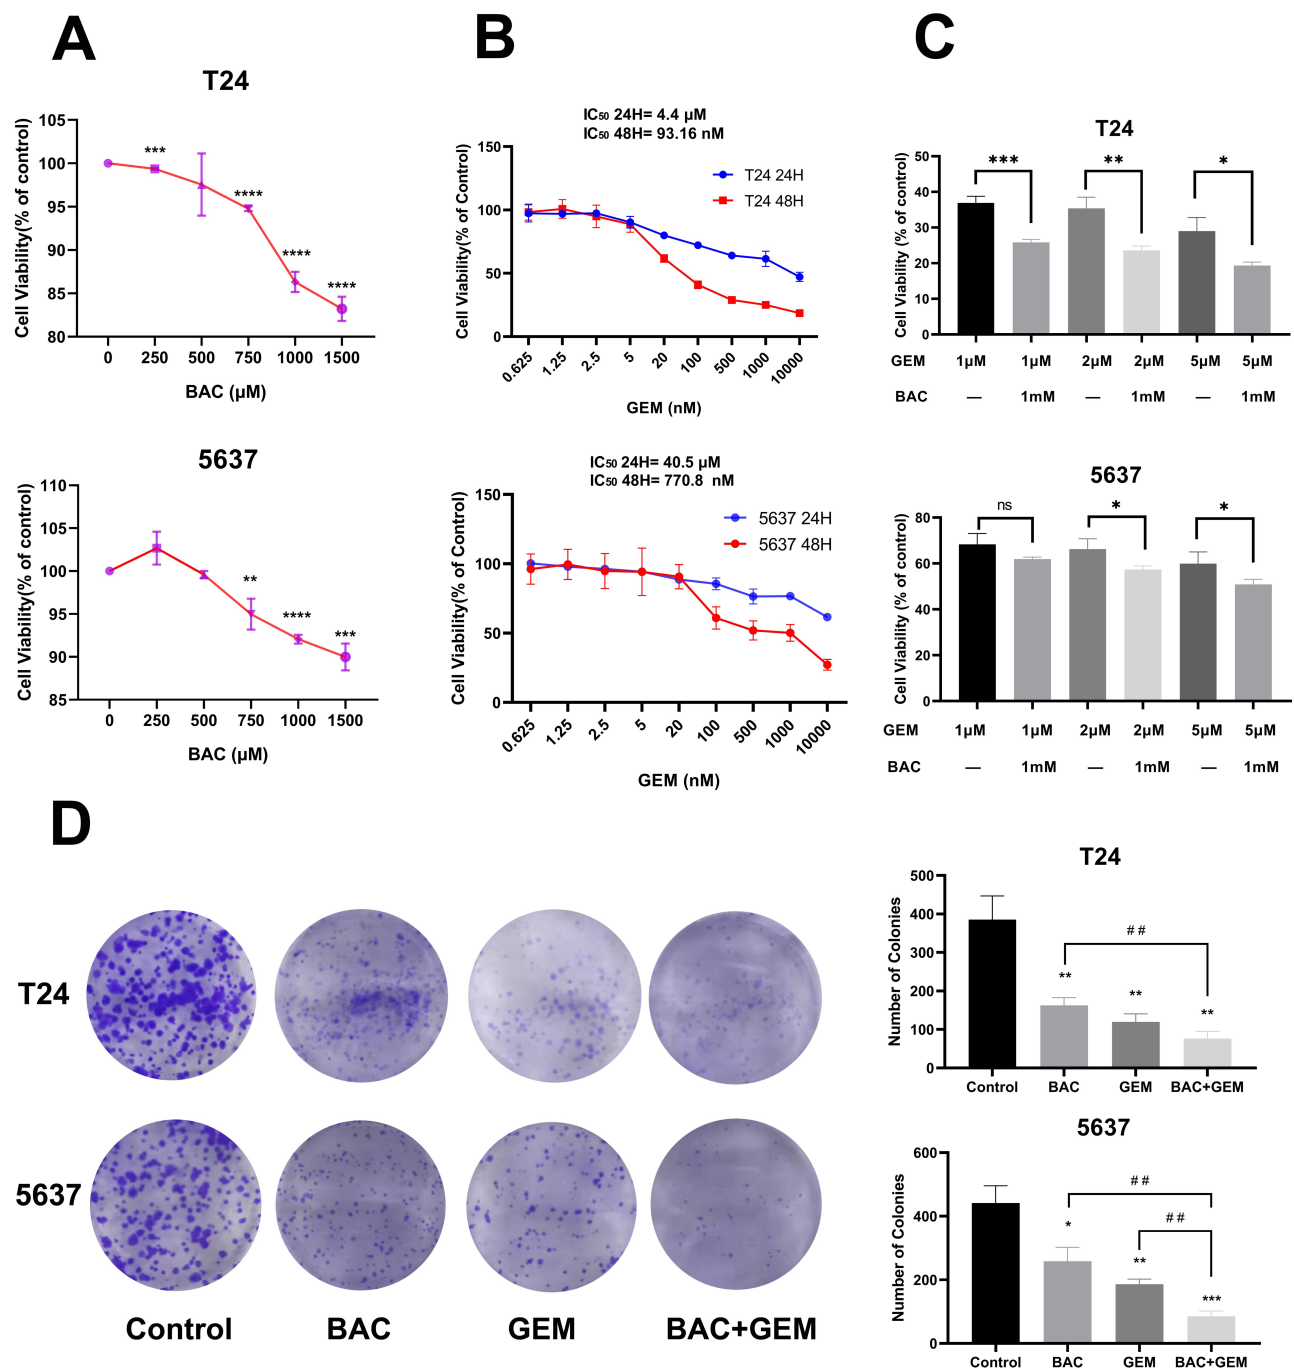 A
B
C
T24
Cell Viability(% of control)
105
100
95
90
85
80
***
****
****
****
0 250 500 750 1000 1500
BAC (µM)
5637
Cell Viability(% of control)
110
105
100
95
90
85
**
****
***
0 250 500 750 1000 1500
BAC (µM)
IC50 24H= 4.4 µM
IC50 48H= 93.16 nM
Cell Viability(% of Control)
150
100
50
0
T24 24H
T24 48H
0.625 1.25 2.5 5 20 100 500 1000 10000
GEM (nM)
IC50 24H= 40.5 µM
IC50 48H= 770.8 nM
Cell Viability(% of Control)
150
100
50
0
5637 24H
5637 48H
0.625 1.25 2.5 5 20 100 500 1000 10000
GEM (nM)
T24
Cell Viability (% of control)
50
40
30
20
10
0
*** ** *
GEM 1µM 1µM 2µM 2µM 5µM 5µM
BAC — 1mM — 1mM — 1mM
5637
Cell Viability (% of control)
80
60
40
20
0
ns * *
GEM 1µM 1µM 2µM 2µM 5µM 5µM
BAC — 1mM — 1mM — 1mM
D
T24
5637
Control BAC GEM BAC+GEM
T24
Number of Colonies
500
400
300
200
100
0
##
** ** **
Control BAC GEM BAC+GEM
5637
Number of Colonies
600
400
200
0
##
##
* ** ***
Control BAC GEM BAC+GEM